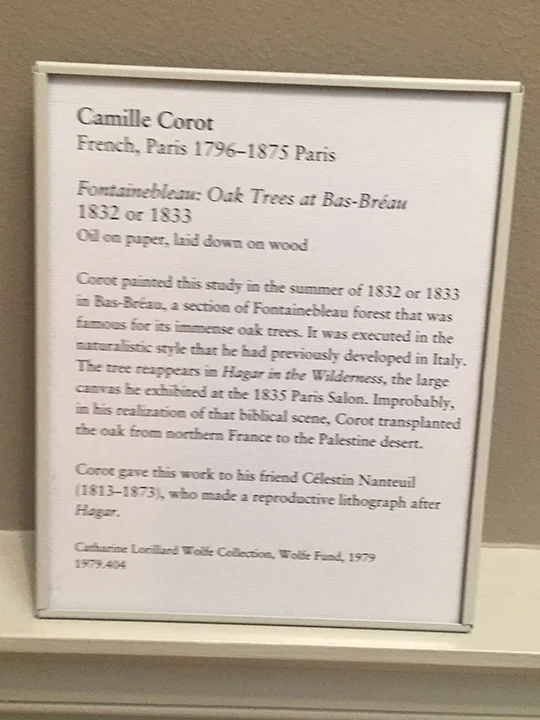 Camille Corot
French, Paris 1796–1875 Paris
Fontainebleau: Oak Trees at Bas-Bréau
1832 or 1833
Oil on paper, laid down on wood
Corot painted this study in the summer of 1832 or 1833
in Bas-Bréau, a section of Fontainebleau forest that was
famous for its immense oak trees. It was executed in the
naturalistic style that he had previously developed in Italy.
The tree reappears in Hagar in the Wilderness, the large
canvas he exhibited at the 1835 Paris Salon. Improbably,
in his realization of that biblical scene, Corot transplanted
the oak from northern France to the Palestine desert.
Corot gave this work to his friend Célestin Nanteuil
(1813–1873), who made a reproductive lithograph after
Hagar.
Catharine Lorillard Wolfe Collection, Wolfe Fund, 1979
1979.404